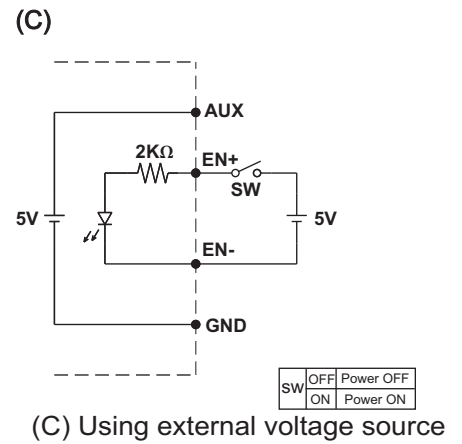 (C)
AUX
2KΩ
EN+
SW
5V
5V
EN-
GND
SW OFF Power OFF
ON Power ON
(C) Using external voltage source